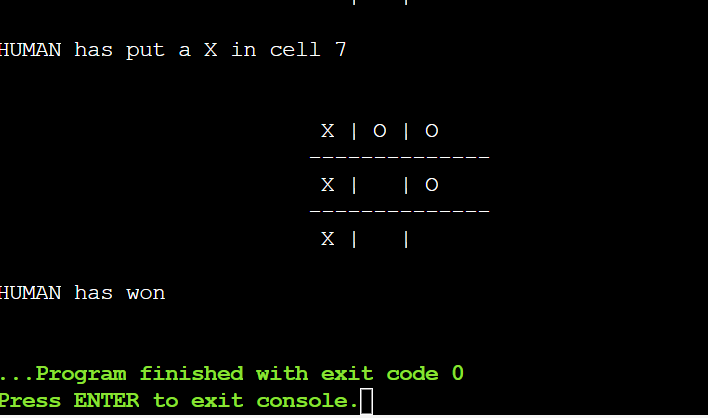 HUMAN has put a X in cell 7
X | O | O
--------------
X |   | O
--------------
X |   |
HUMAN has won
...Program finished with exit code 0
Press ENTER to exit console.